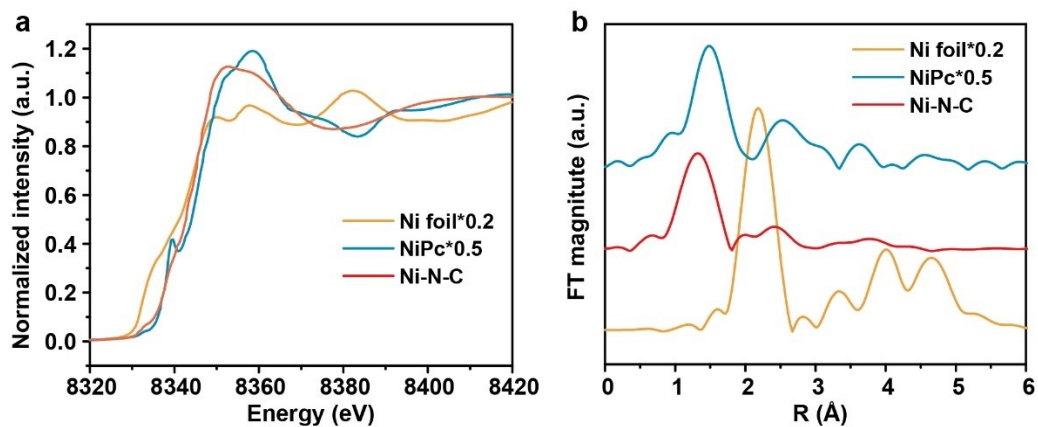 a
Normalized intensity (a.u.)
1.2
1.0
0.8
0.6
0.4
0.2
0.0
Ni foil*0.2
NiPc*0.5
Ni-N-C
8320 8340 8360 8380 8400 8420
Energy (eV)
b
FT magnitute (a.u.)
Ni foil*0.2
NiPc*0.5
Ni-N-C
0 1 2 3 4 5 6
R (Å)